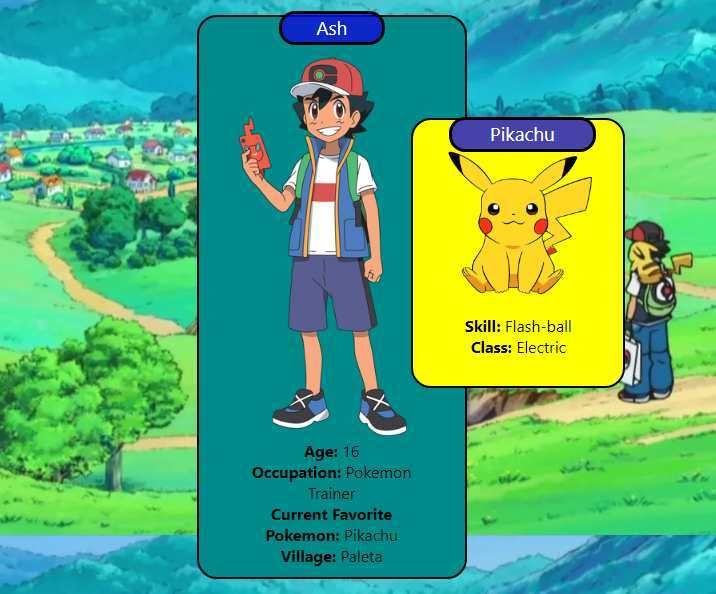 Ash
Age: 16
Occupation: Pokemon
Trainer
Current Favorite
Pokemon: Pikachu
Village: Paleta
Pikachu
Skill: Flash-ball
Class: Electric